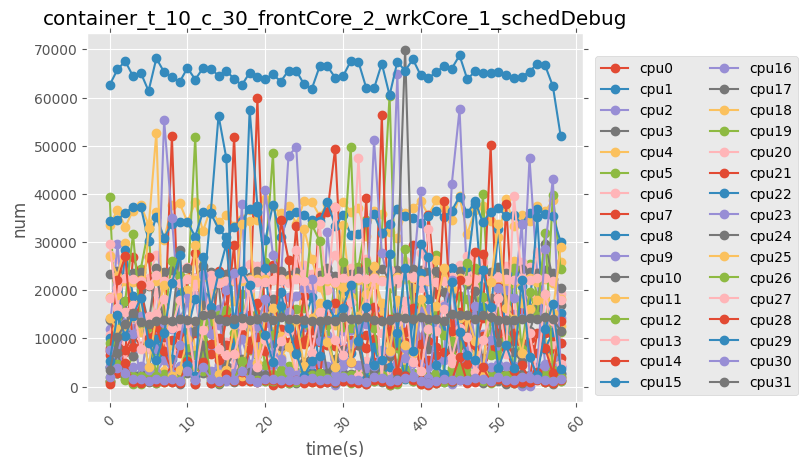 container_t_10_c_30_frontCore_2_wrkCore_1_schedDebug
70000
60000
50000
40000
30000
20000
10000
0
num
0
10
20
30
40
50
60
time(s)
cpu0
cpu1
cpu2
cpu3
cpu4
cpu5
cpu6
cpu7
cpu8
cpu9
cpu10
cpu11
cpu12
cpu13
cpu14
cpu15
cpu16
cpu17
cpu18
cpu19
cpu20
cpu21
cpu22
cpu23
cpu24
cpu25
cpu26
cpu27
cpu28
cpu29
cpu30
cpu31